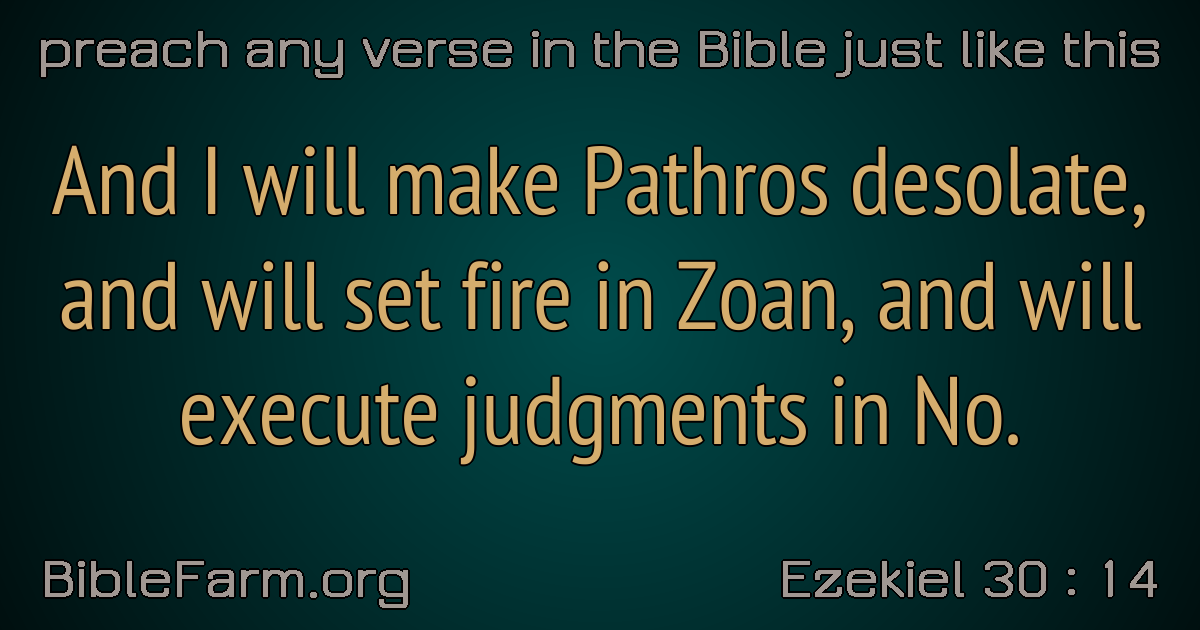 preach any verse in the Bible just like this
And I will make Pathros desolate,
and will set fire in Zoan, and will
execute judgments in No.
BibleFarm.org
Ezekiel 30 : 14